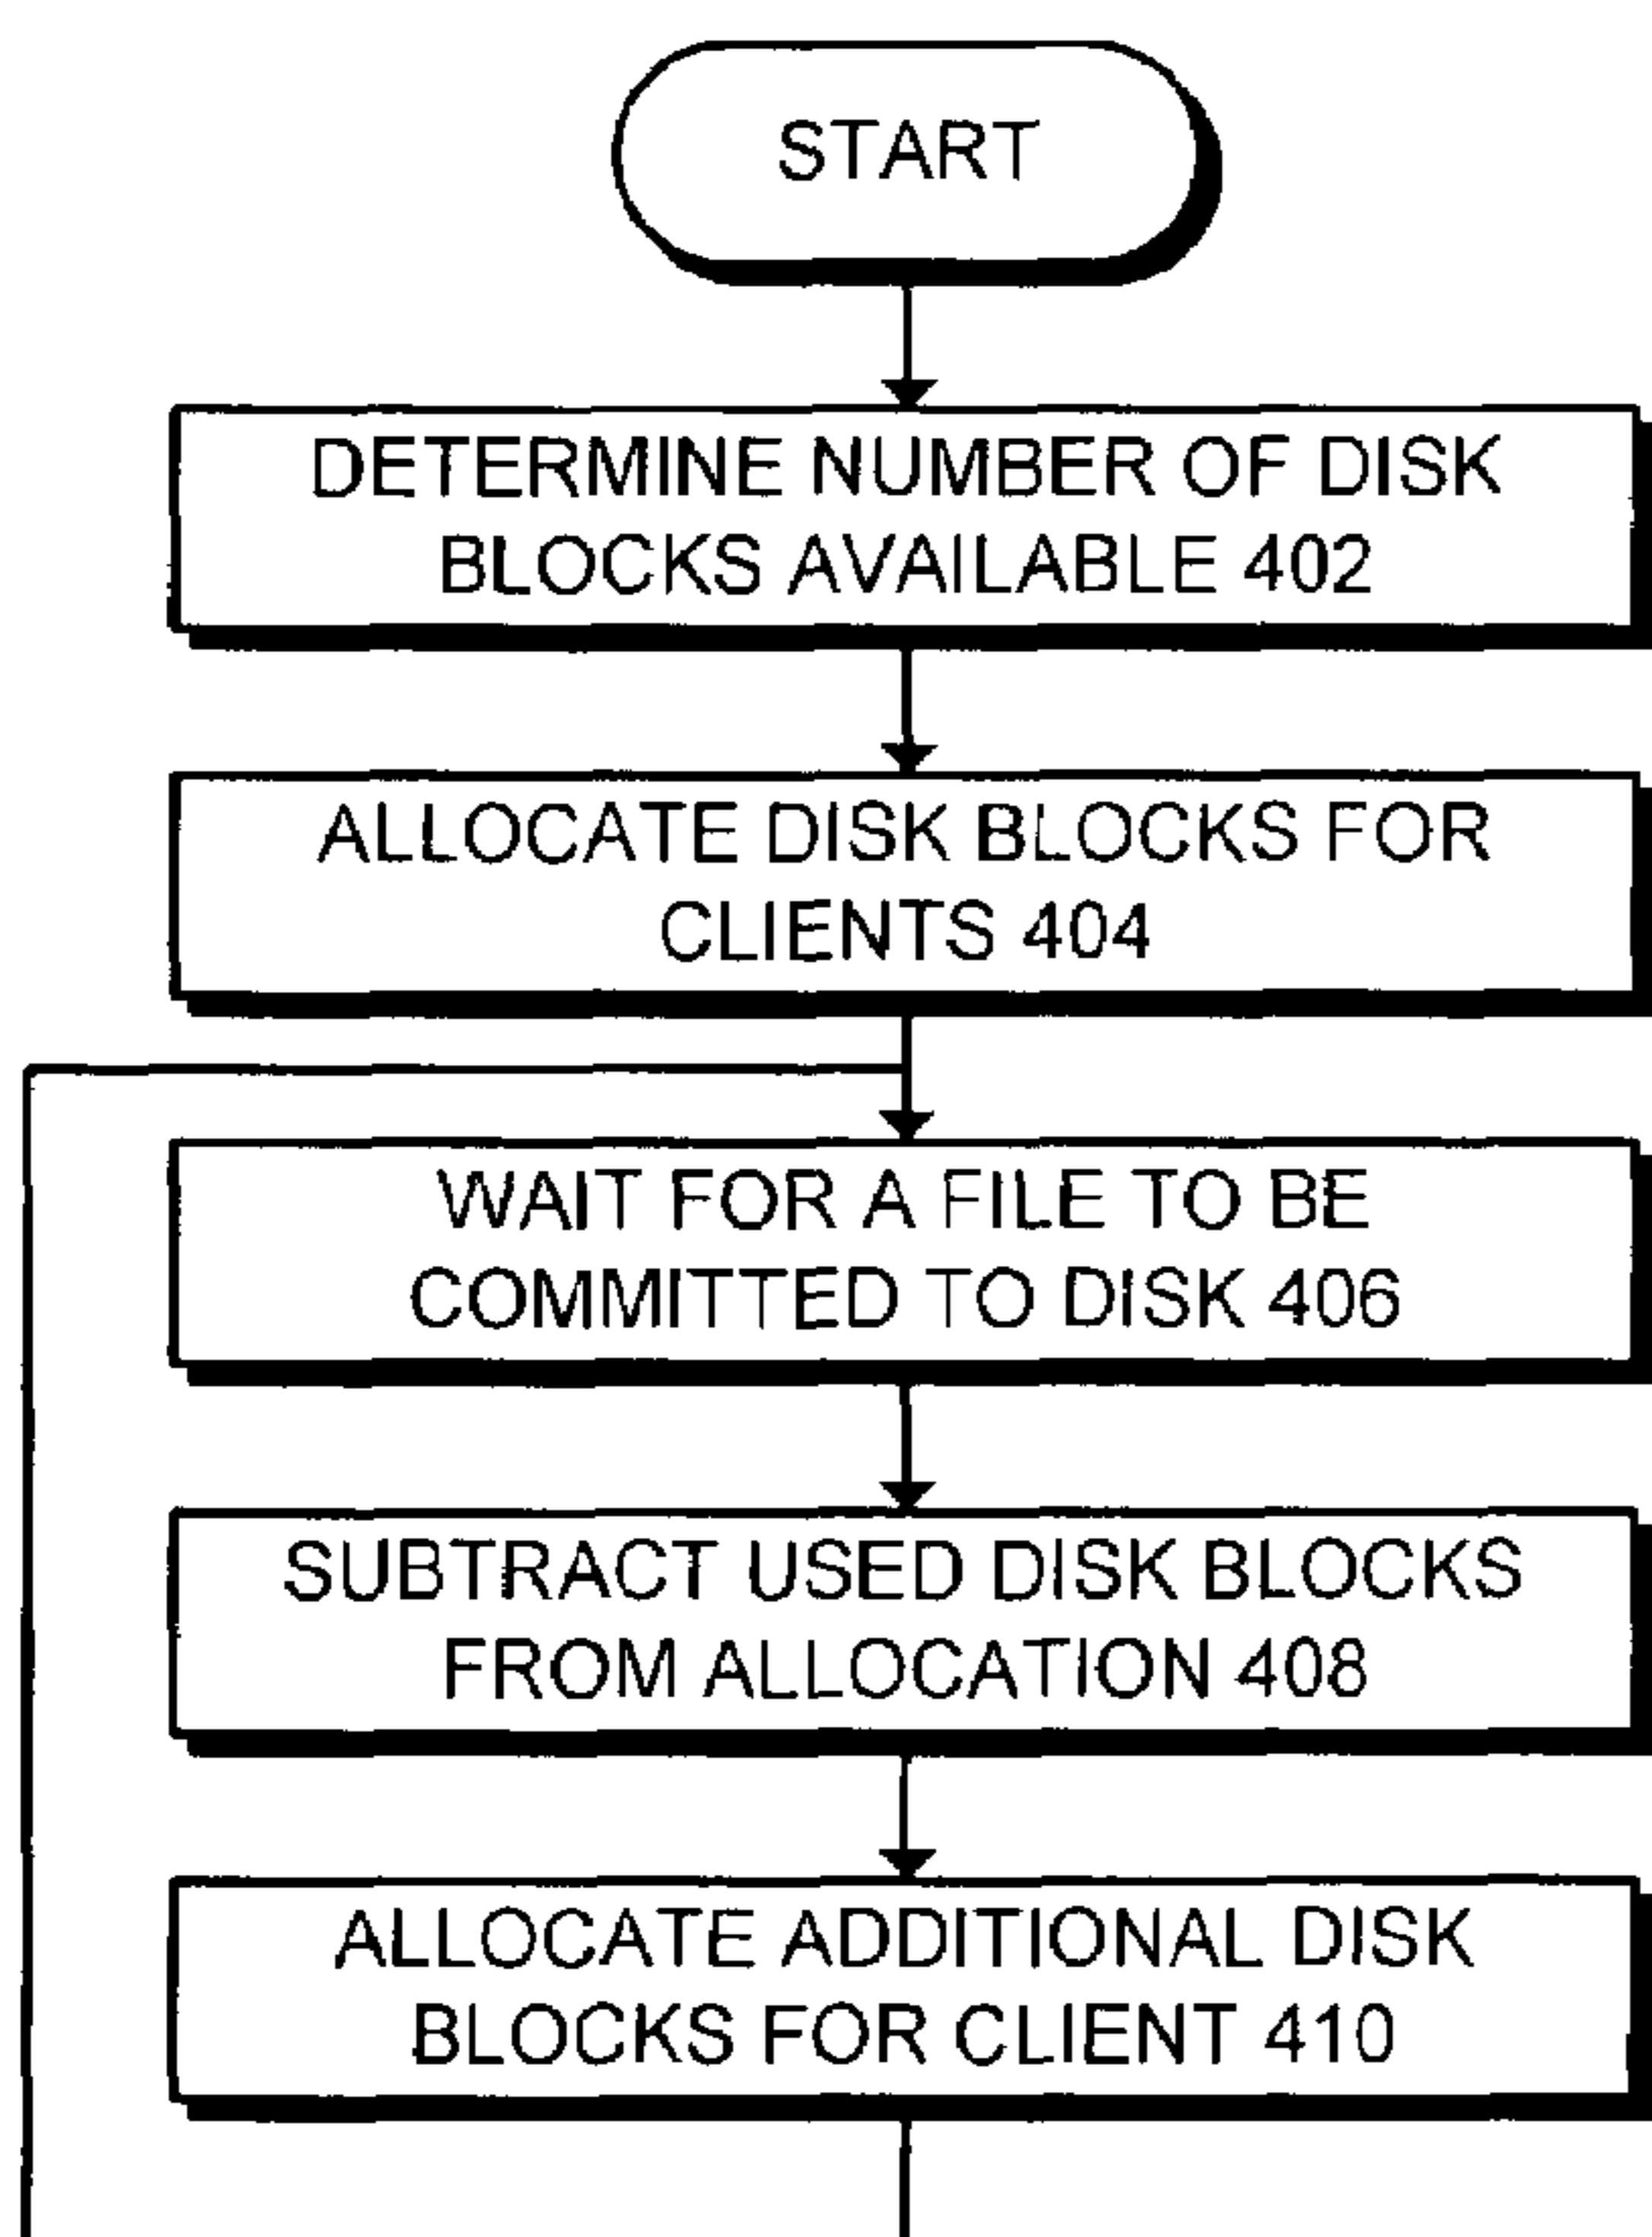 START
DETERMINE NUMBER OF DISK
BLOCKS AVAILABLE 402
ALLOCATE DISK BLOCKS FOR
CLIENTS 404
WAIT FOR A FILE TO BE
COMMITTED TO DISK 406
SUBTRACT USED DISK BLOCKS
FROM ALLOCATION 408
ALLOCATE ADDITIONAL DISK
BLOCKS FOR CLIENT 410